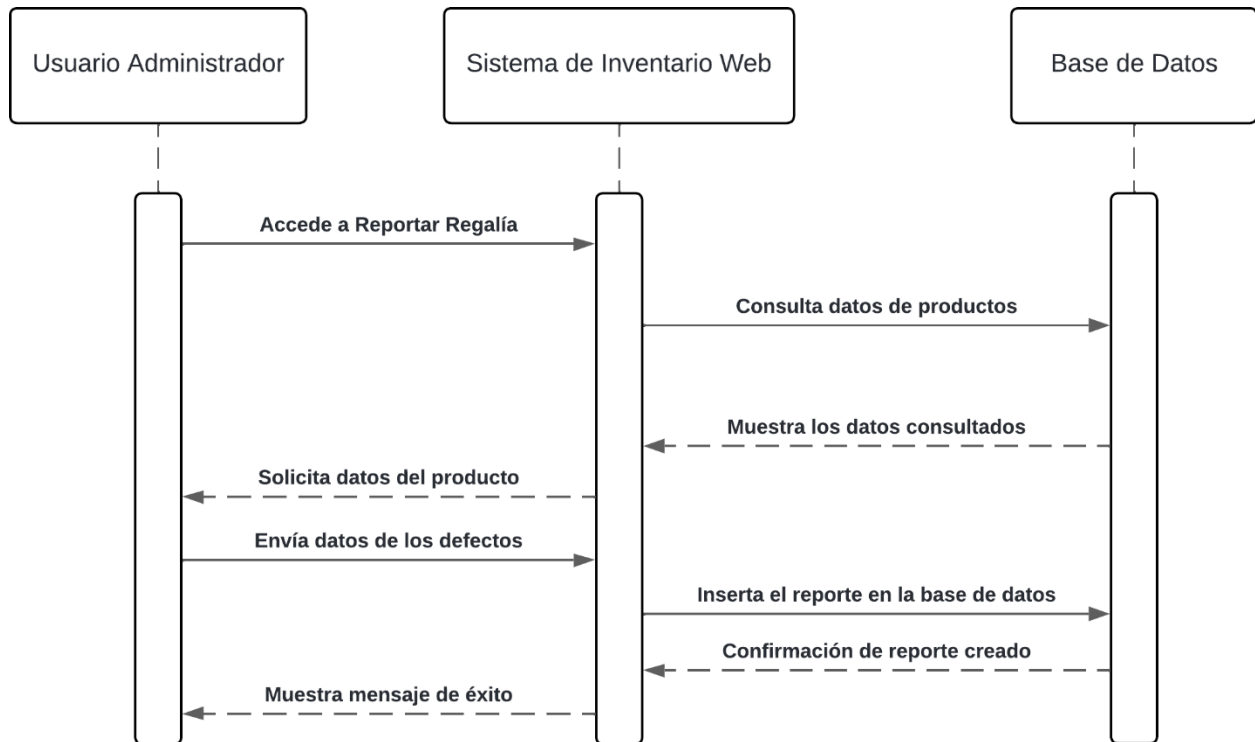 Usuario Administrador
Sistema de Inventario Web
Base de Datos
Accede a Reportar Regalía
Consulta datos de productos
Muestra los datos consultados
Solicita datos del producto
Envía datos de los defectos
Inserta el reporte en la base de datos
Confirmación de reporte creado
Muestra mensaje de éxito